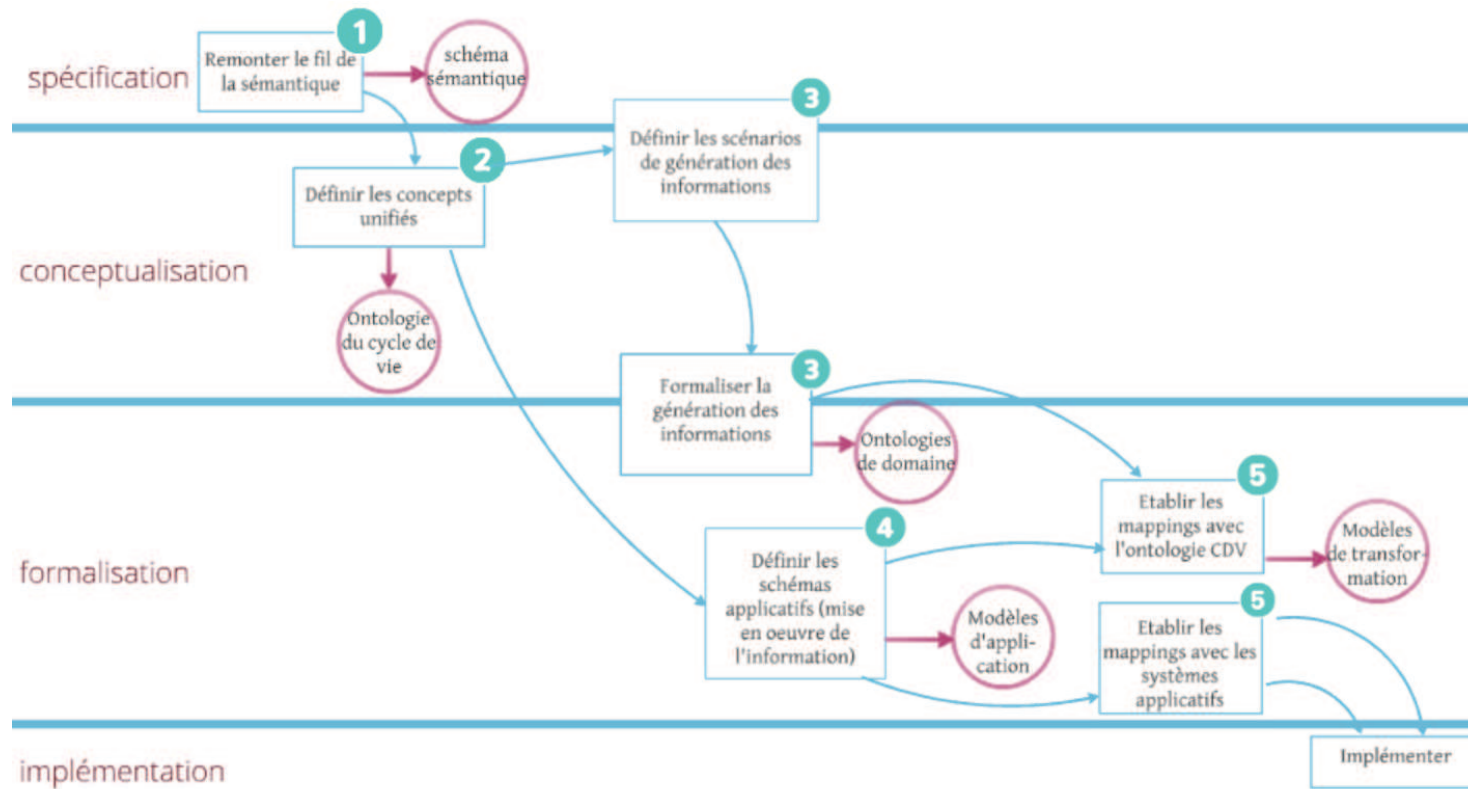 1
Remonter le fil de
la sémantique
schéma
sémantique
spécification
3
Définir les scénarios
de génération des
informations
2
Définir les concepts
unifiés
conceptualisation
Ontologie
du cycle de
vie
3
Formaliser la
génération des
informations
Ontologies
de domaine
5
Etablir les
mappings avec
l'ontologie CDV
Modèles
de transfor-
mation
4
Définir les
schémas
applicatifs (mise
en oeuvre de
l'information)
formalisation
Modèles
d'appli-
cation
5
Etablir les
mappings avec les
systèmes
applicatifs
implémentation
Implémenter